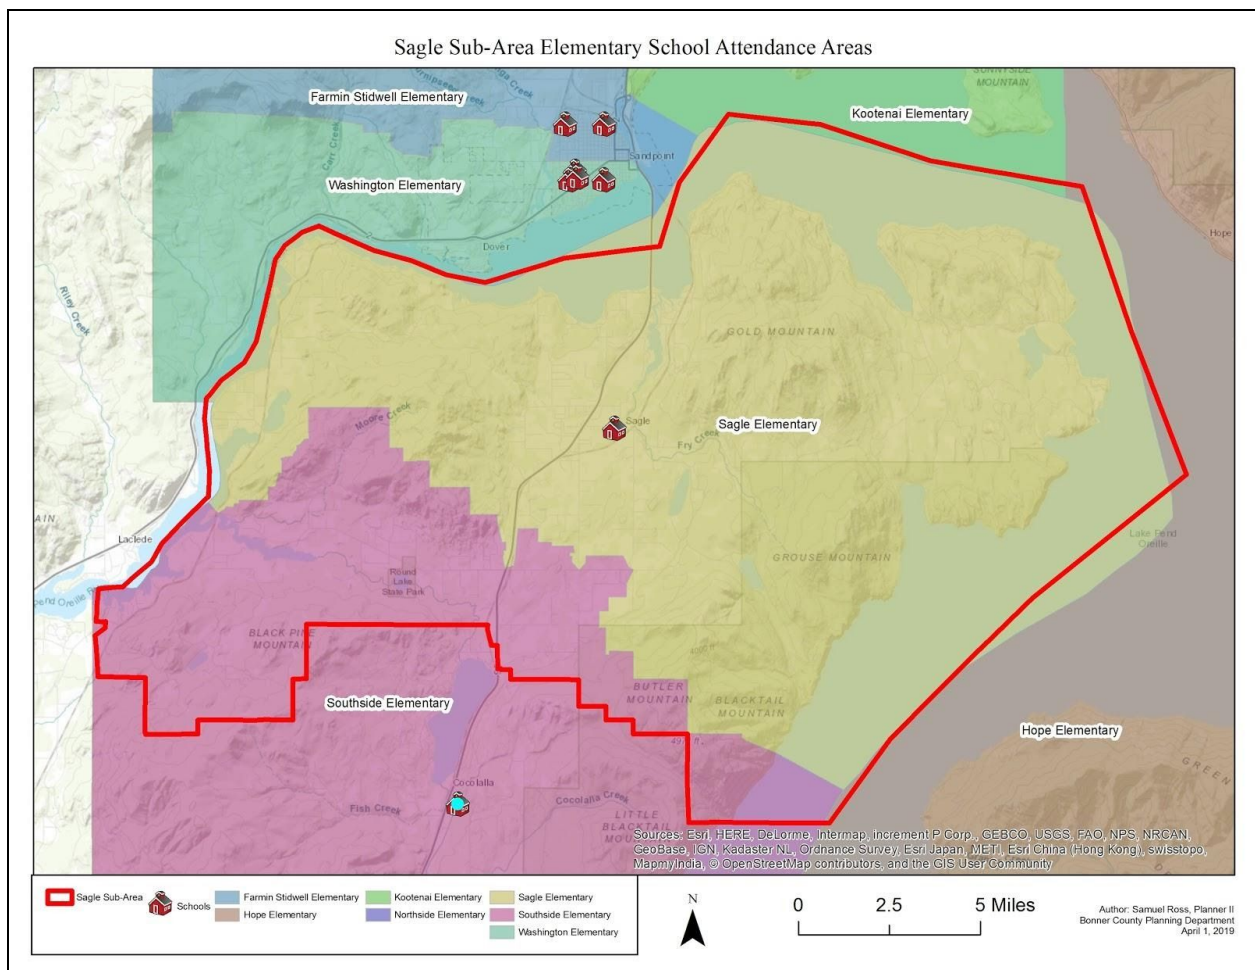 Sagle Sub-Area Elementary School Attendance Areas
SUNNYSIDE
MOUNTAIN
Farmin Stidwell Elementary
Kootenai Elementary
Carr Creek
Sandpoint
Washington Elementary
Hope
Dover
Riley Creek
GOLD MOUNTAIN
Moore Creek
Sagle
Fry Creek
Sagle Elementary
Laclede
Lake Pend
Oreille
GROUSE MOUNTAIN
Round
Lake
State Park
BLACK PINE
MOUNTAIN
4000 ft
BUTLER
MOUNTAIN
BLACKTAIL
MOUNTAIN
Southside Elementary
Hope Elementary
GREEN
Cocolalla
Fish Creek
Cocolalla Creek
LITTLE
BLACKTAIL
Sources: Esri, HERE, DeLorme, Intermap, increment P Corp., GEBCO, USGS, FAO, NPS, NRCAN,
GeoBase, IGN, Kadaster NL, Ordnance Survey, Esri Japan, METI, Esri China (Hong Kong), swisstopo,
MapmyIndia, © OpenStreetMap contributors, and the GIS User Community
Sagle Sub-Area
Schools
Farmin Stidwell Elementary
Kootenai Elementary
Sagle Elementary
Hope Elementary
Northside Elementary
Southside Elementary
Washington Elementary
N
0 2.5 5 Miles
Author: Samuel Ross, Planner II
Bonner County Planning Department
April 1, 2019